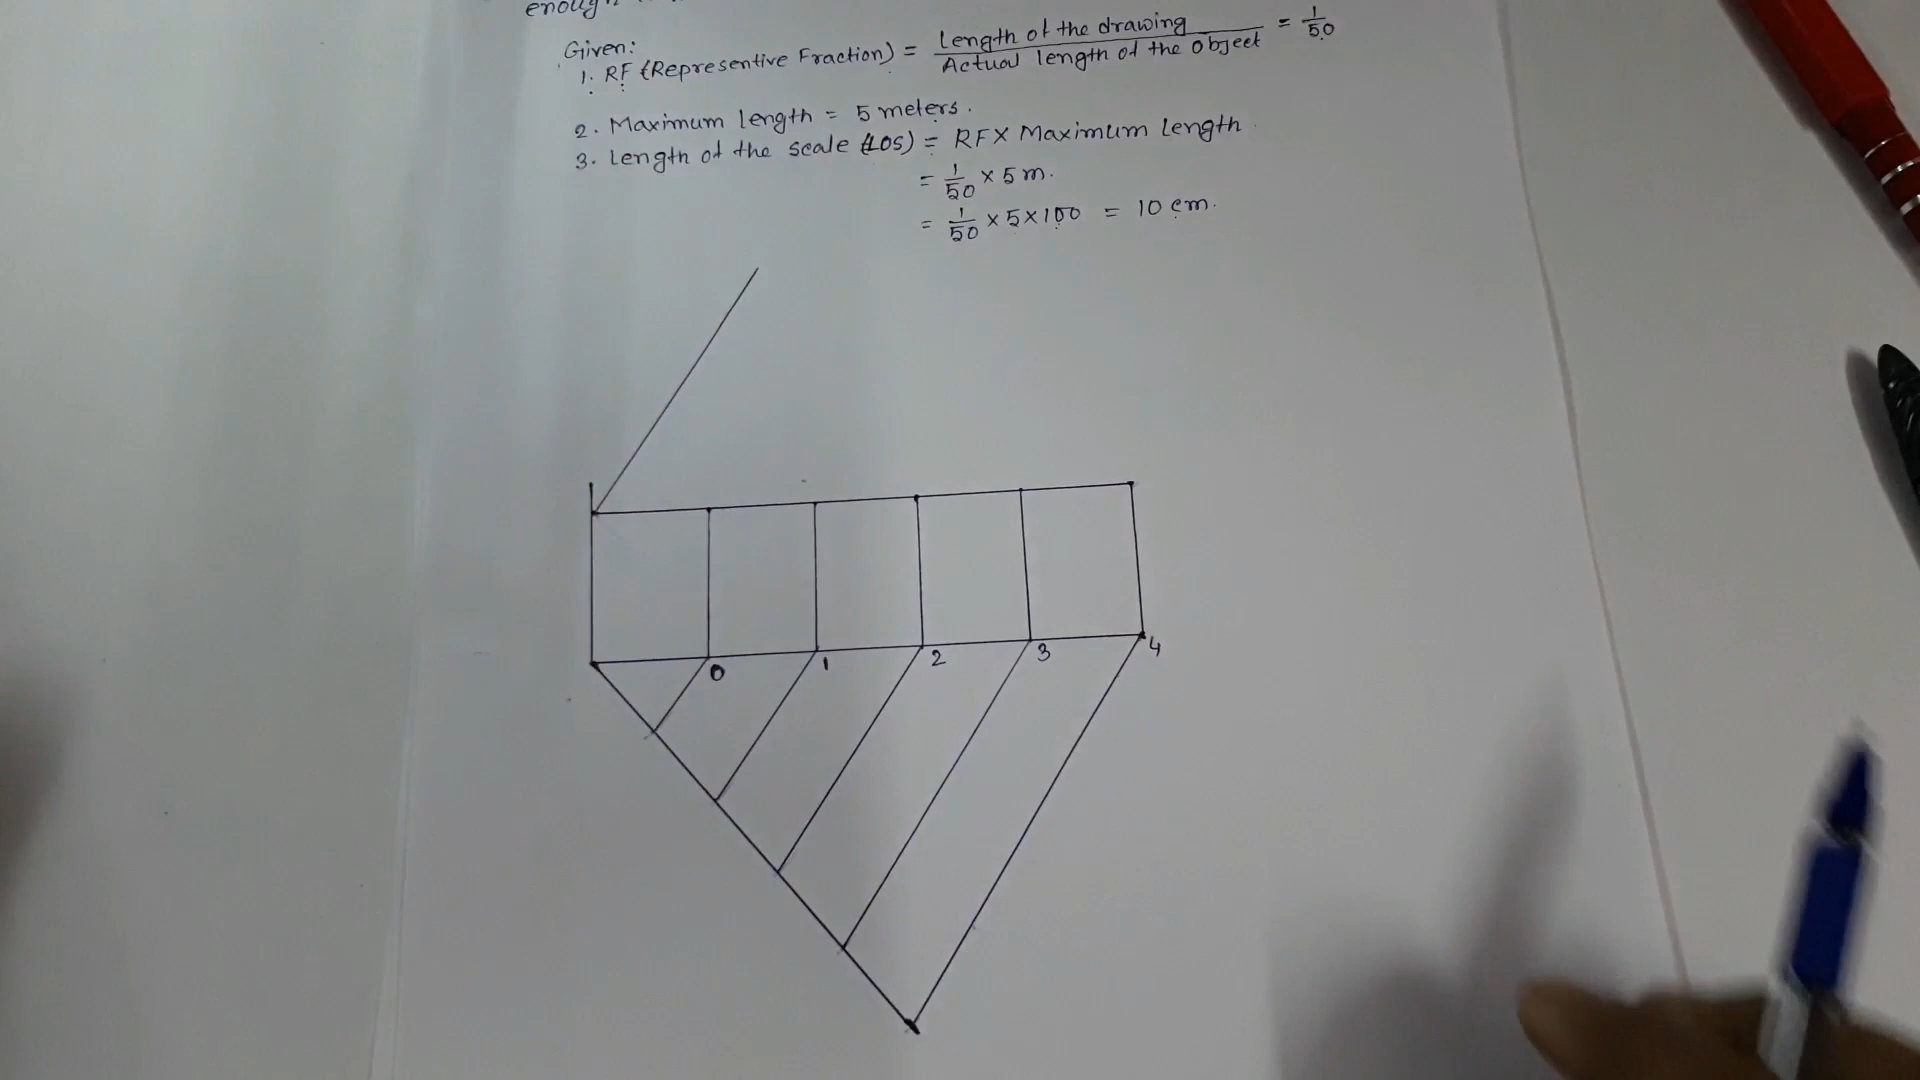 enough
Given:
1. RF (Representive Fraction) = Length of the drawing / Actual length of the object = 1/50
2. Maximum length = 5 meters.
3. Length of the scale (LOS) = RF X Maximum Length
= 1/50 × 5 m.
= 1/50 × 5 × 100 = 10 cm.
0 1 2 3 4